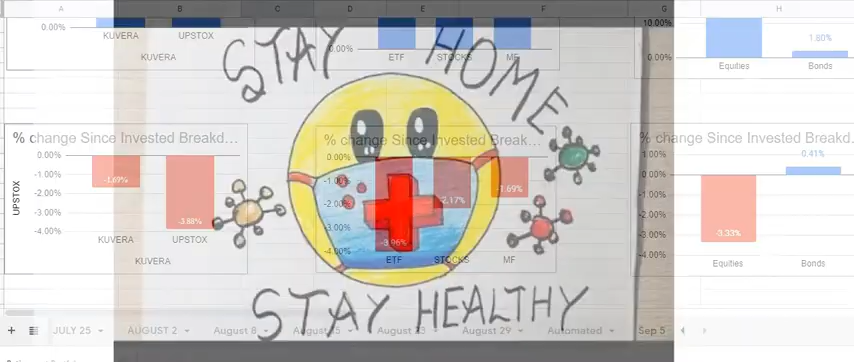 A B C D E F G H
0.00%
KUVERA UPSTOX
KUVERA
0.00%
ETF STOCKS MF
10.00%
0.00%
1.80%
Equities Bonds
STAY HOME
% change Since Invested Breakd...
0.00%
-1.00%
-2.00%
-3.00%
-4.00%
-1.69%
-3.88%
UPSTOX
KUVERA UPSTOX
KUVERA
% change Since Invested Break...
0.00%
-1.00%
-2.00%
-3.00%
-4.00%
-3.96%
-2.17%
-1.69%
ETF STOCKS MF
% change Since Invested Breakd...
1.00%
0.00%
-1.00%
-2.00%
-3.00%
-4.00%
0.41%
-3.33%
Equities Bonds
STAY HEALTHY
+ JULY 25 AUGUST 2 August 8 August 15 August 23 August 29 Automated Sep 5